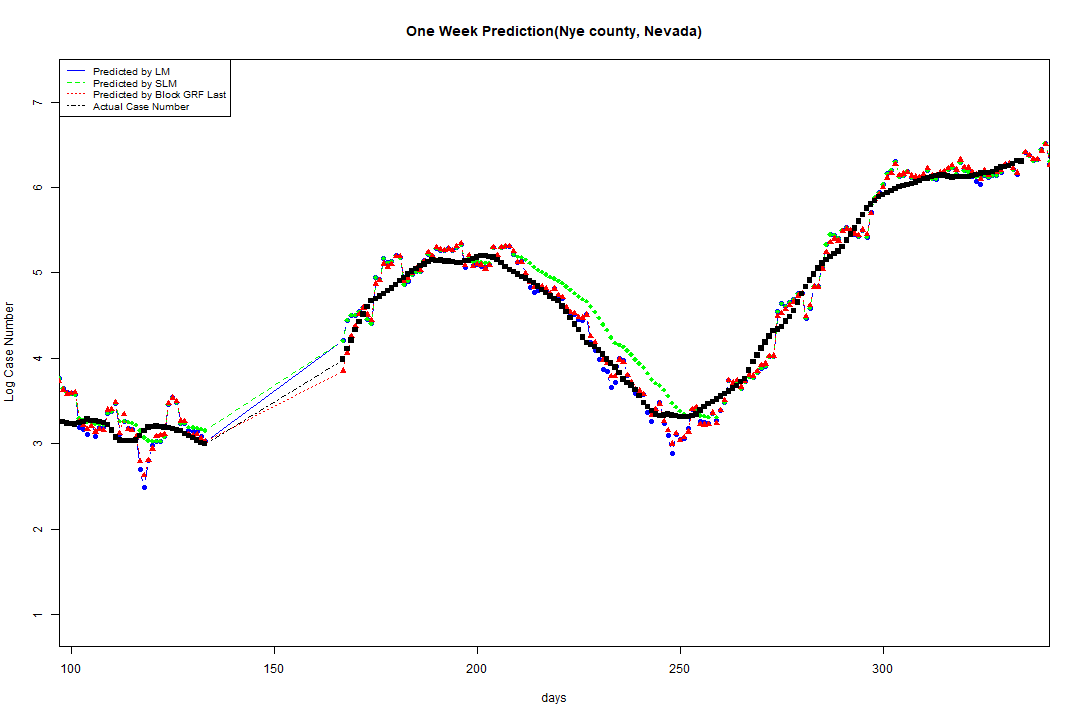 One Week Prediction(Nye county, Nevada)
Predicted by LM
Predicted by SLM
Predicted by Block GRF Last
Actual Case Number
7
6
5
4
3
2
1
Log Case Number
100 150 200 250 300
days